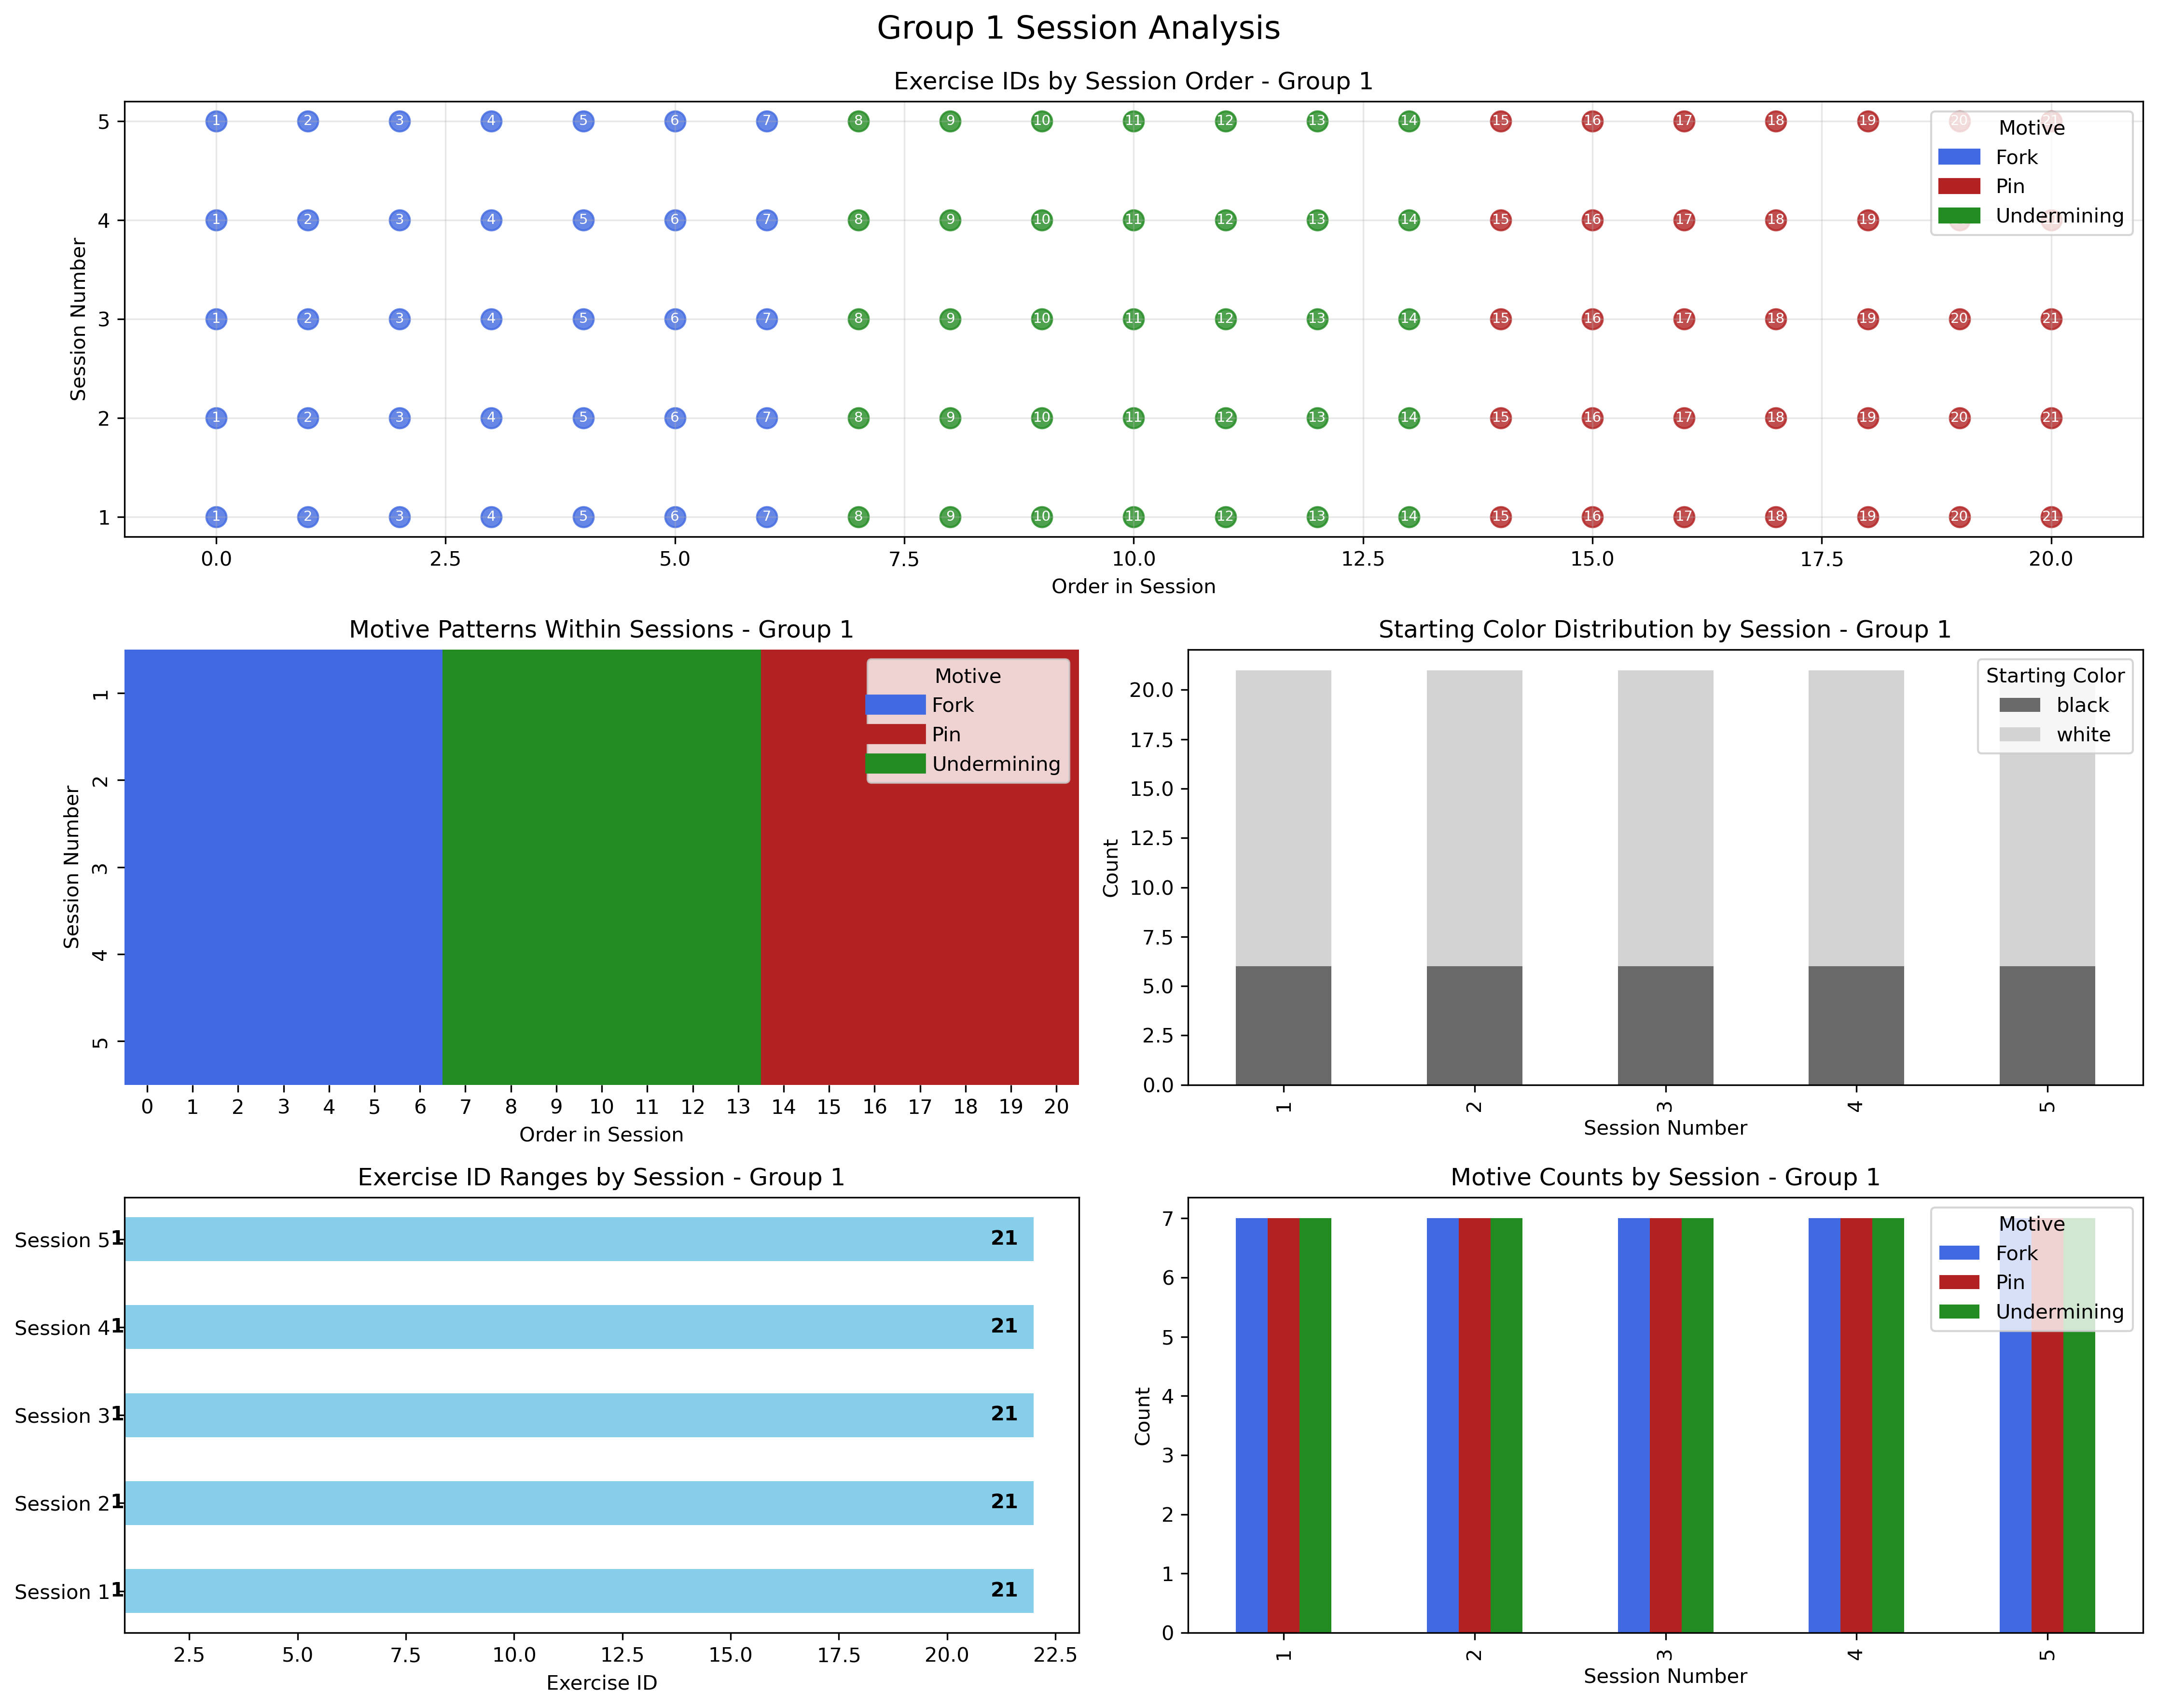 Group 1 Session Analysis
Exercise IDs by Session Order - Group 1
Session Number
5
1 2 3 4 5 6 7 8 9 10 11 12 13 14 15 16 17 18 19 20 21
4
1 2 3 4 5 6 7 8 9 10 11 12 13 14 15 16 17 18 19
3
1 2 3 4 5 6 7 8 9 10 11 12 13 14 15 16 17 18 19 20 21
2
1 2 3 4 5 6 7 8 9 10 11 12 13 14 15 16 17 18 19 20 21
1
1 2 3 4 5 6 7 8 9 10 11 12 13 14 15 16 17 18 19 20 21
Motive
Fork
Pin
Undermining
0.0 2.5 5.0 7.5 10.0 12.5 15.0 17.5 20.0
Order in Session
Motive Patterns Within Sessions - Group 1
Session Number
1
2
3
4
5
Motive
Fork
Pin
Undermining
0 1 2 3 4 5 6 7 8 9 10 11 12 13 14 15 16 17 18 19 20
Order in Session
Starting Color Distribution by Session - Group 1
Count
20.0
17.5
15.0
12.5
10.0
7.5
5.0
2.5
0.0
Starting Color
black
white
1 2 3 4 5
Session Number
Exercise ID Ranges by Session - Group 1
Session 5 1 21
Session 4 1 21
Session 3 1 21
Session 2 1 21
Session 1 1 21
2.5 5.0 7.5 10.0 12.5 15.0 17.5 20.0 22.5
Exercise ID
Motive Counts by Session - Group 1
Count
7
6
5
4
3
2
1
0
Motive
Fork
Pin
Undermining
1 2 3 4 5
Session Number